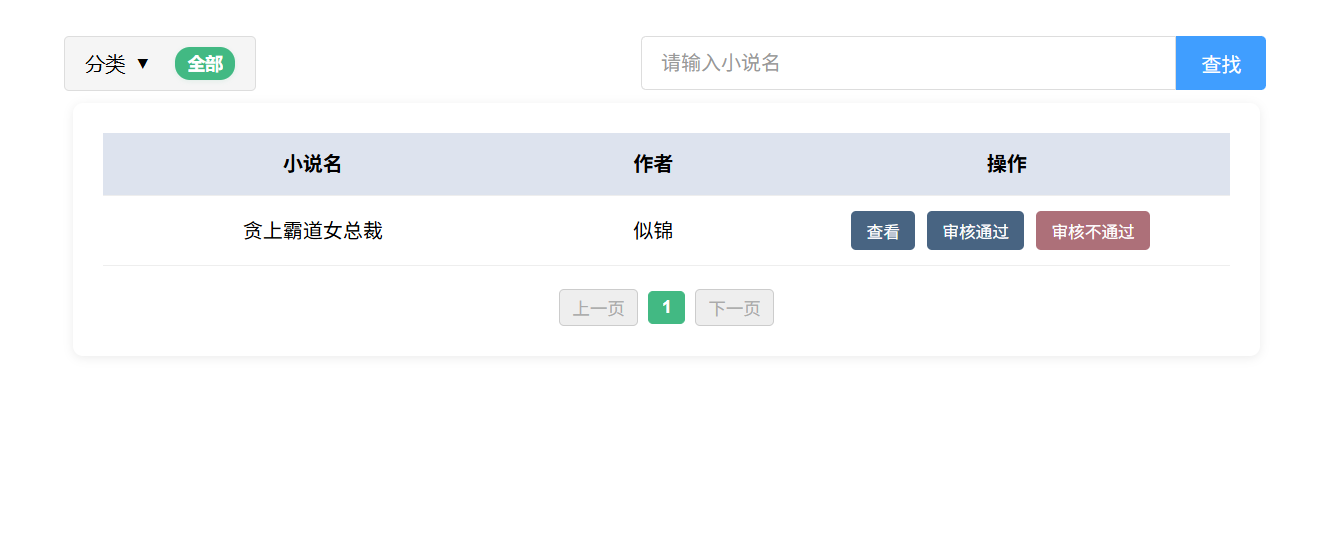 分类 ▼ 全部
请输入小说名 查找
小说名 作者 操作
贪上霸道女总裁 似锦 查看 审核通过 审核不通过
上一页 1 下一页